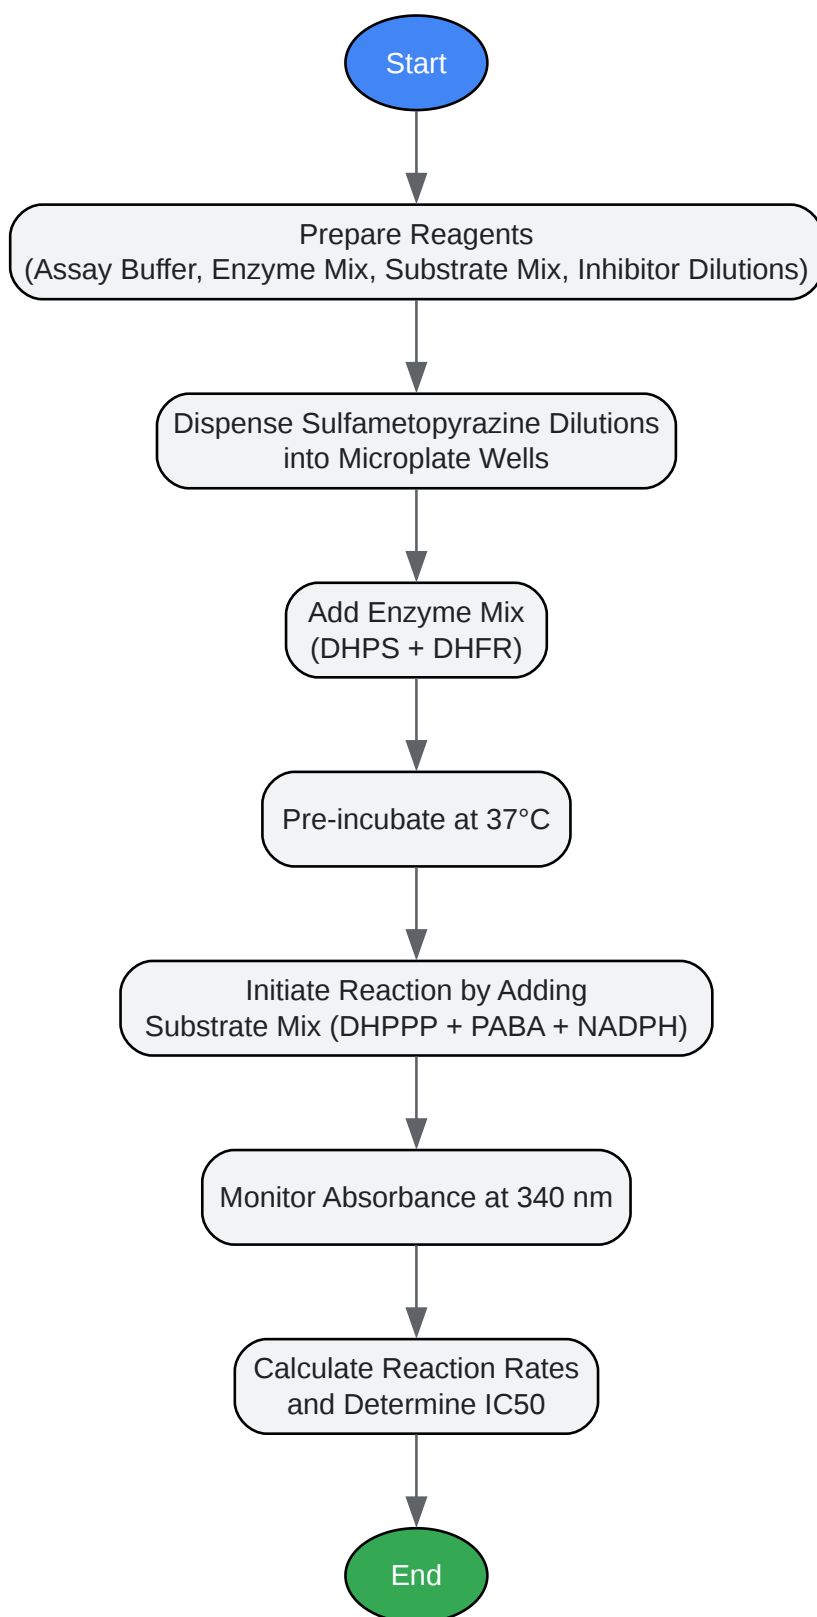 Start
Prepare Reagents
(Assay Buffer, Enzyme Mix, Substrate Mix, Inhibitor Dilutions)
Dispense Sulfametopyrazine Dilutions
into Microplate Wells
Add Enzyme Mix
(DHPS + DHFR)
Pre-incubate at 37°C
Initiate Reaction by Adding
Substrate Mix (DHPPP + PABA + NADPH)
Monitor Absorbance at 340 nm
Calculate Reaction Rates
and Determine IC50
End